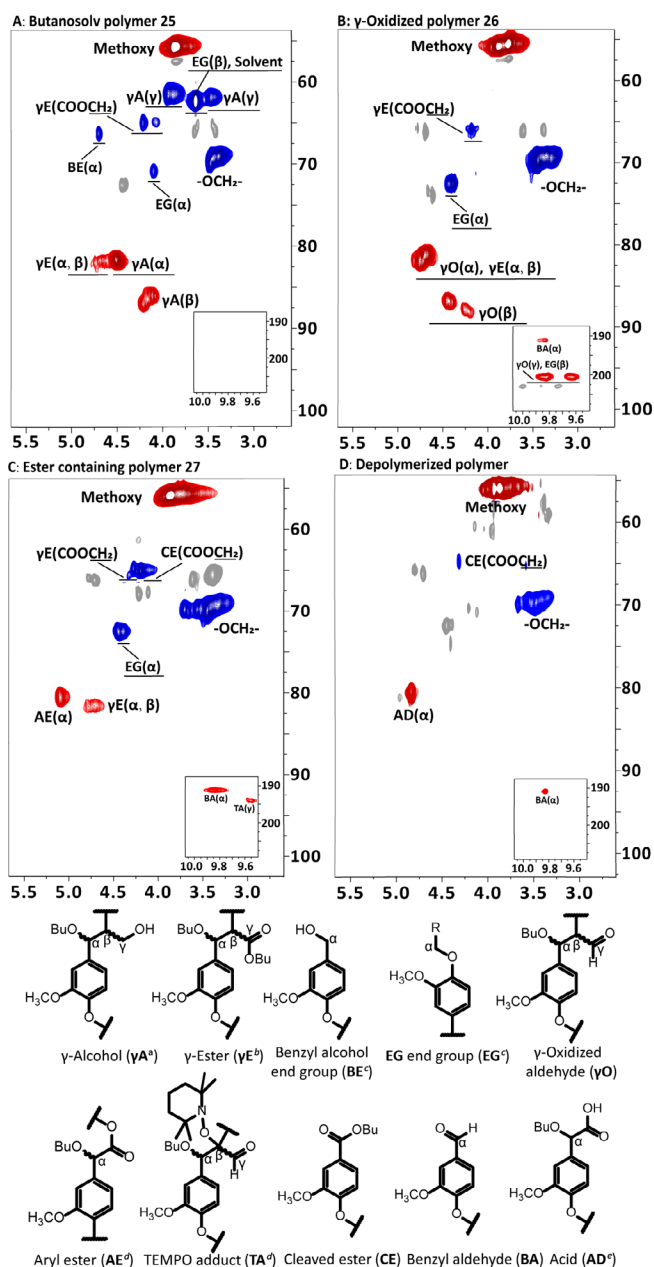 A: Butanosolv polymer 25
B: γ-Oxidized polymer 26
Methoxy
EG(β), Solvent
γE(COOCH₂)
γA(γ)
γA(γ)
BE(α)
EG(α)
-OCH₂-
γE(α, β)
γA(α)
γA(β)
190
200
10.0 9.8 9.6
5.0 4.5 4.0 3.5 3.0
60
70
80
90
100
Methoxy
γE(COOCH₂)
EG(α)
-OCH₂-
γO(α), γE(α, β)
γO(β)
BA(α)
γO(γ), EG(β)
190
200
10.0 9.8 9.6
5.0 4.5 4.0 3.5 3.0
60
70
80
90
100
C: Ester containing polymer 27
D: Depolymerized polymer
Methoxy
γE(COOCH₂)
CE(COOCH₂)
-OCH₂-
EG(α)
AE(α)
γE(α, β)
BA(α)
TA(γ)
190
200
10.0 9.8 9.6
5.0 4.5 4.0 3.5 3.0
60
70
80
90
100
Methoxy
CE(COOCH₂)
-OCH₂-
AD(α)
BA(α)
190
200
10.0 9.8 9.6
5.0 4.5 4.0 3.5 3.0
60
70
80
90
100
BuO
OH
α
β
γ
H₃CO
O
γ-Alcohol (γAᵃ)
BuO
γ
O
α
β
OBu
H₃CO
O
γ-Ester (γEᵇ)
HO
α
H₃CO
O
Benzyl alcohol
end group (BEᶜ)
R
α
O
H₃CO
EG end group (EGᶜ)
BuO
O
α
β
γ
H
H₃CO
O
γ-Oxidized
aldehyde (γO)
O
BuO
O
α
H₃CO
Aryl ester (AEᵈ)
N
O
BuO
O
α
β
γ
H
H₃CO
O
TEMPO adduct (TAᵈ)
O
OBu
H₃CO
O
Cleaved ester (CE)
O
H
α
H₃CO
O
Benzyl aldehyde (BA)
OH
BuO
O
α
H₃CO
O
Acid (ADᵉ)